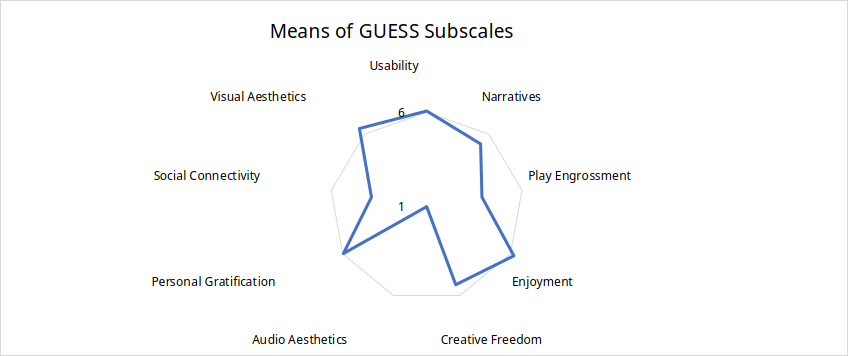 Means of GUESS Subscales
Usability
Visual Aesthetics
Narratives
6
Social Connectivity
Play Engrossment
1
Personal Gratification
Enjoyment
Audio Aesthetics
Creative Freedom